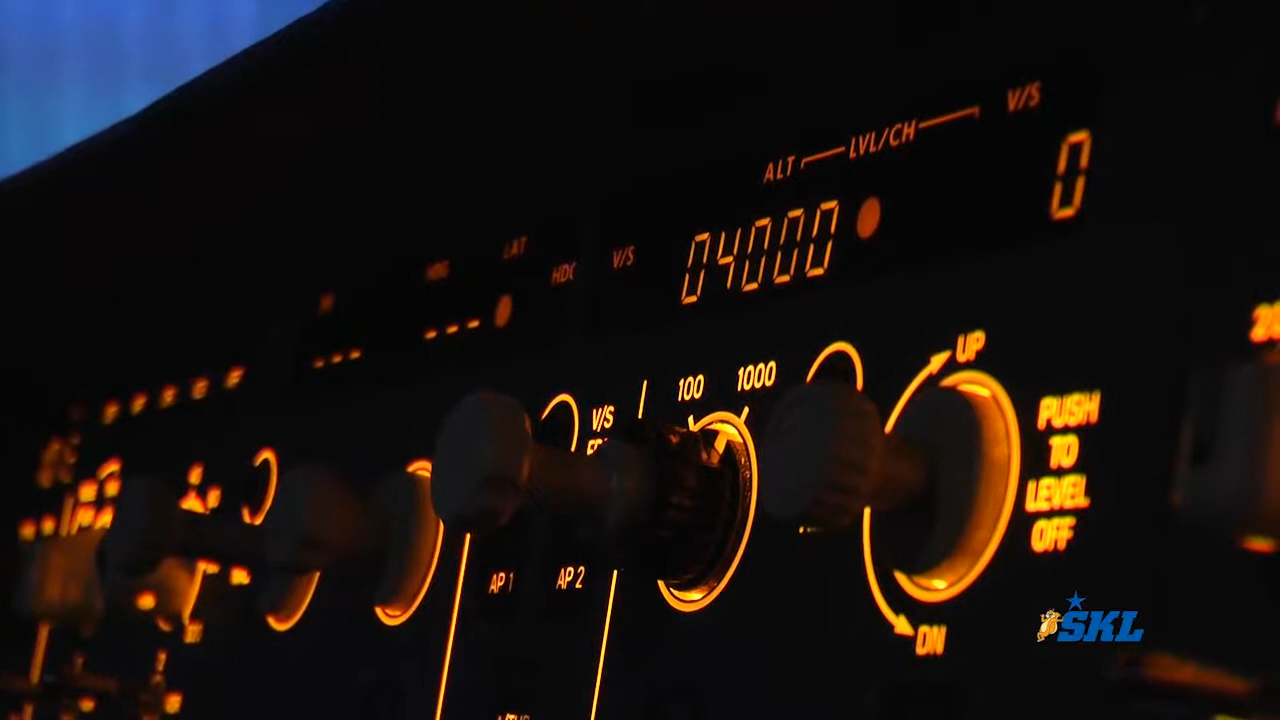 V/S
ALT LVL/CH
0
LAT
HDG V/S 04000
---
---
UP
1000
100
V/S
PUSH
TO
LEVEL
OFF
AP 1 AP 2
DN
SKL